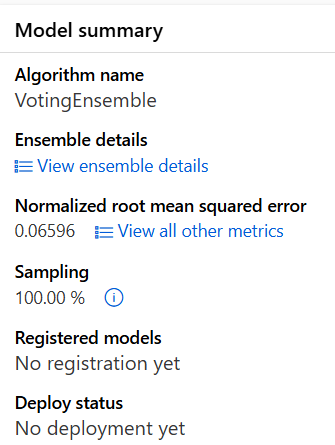 Model summary
Algorithm name
VotingEnsemble
Ensemble details
View ensemble details
Normalized root mean squared error
0.06596 View all other metrics
Sampling
100.00 %
Registered models
No registration yet
Deploy status
No deployment yet